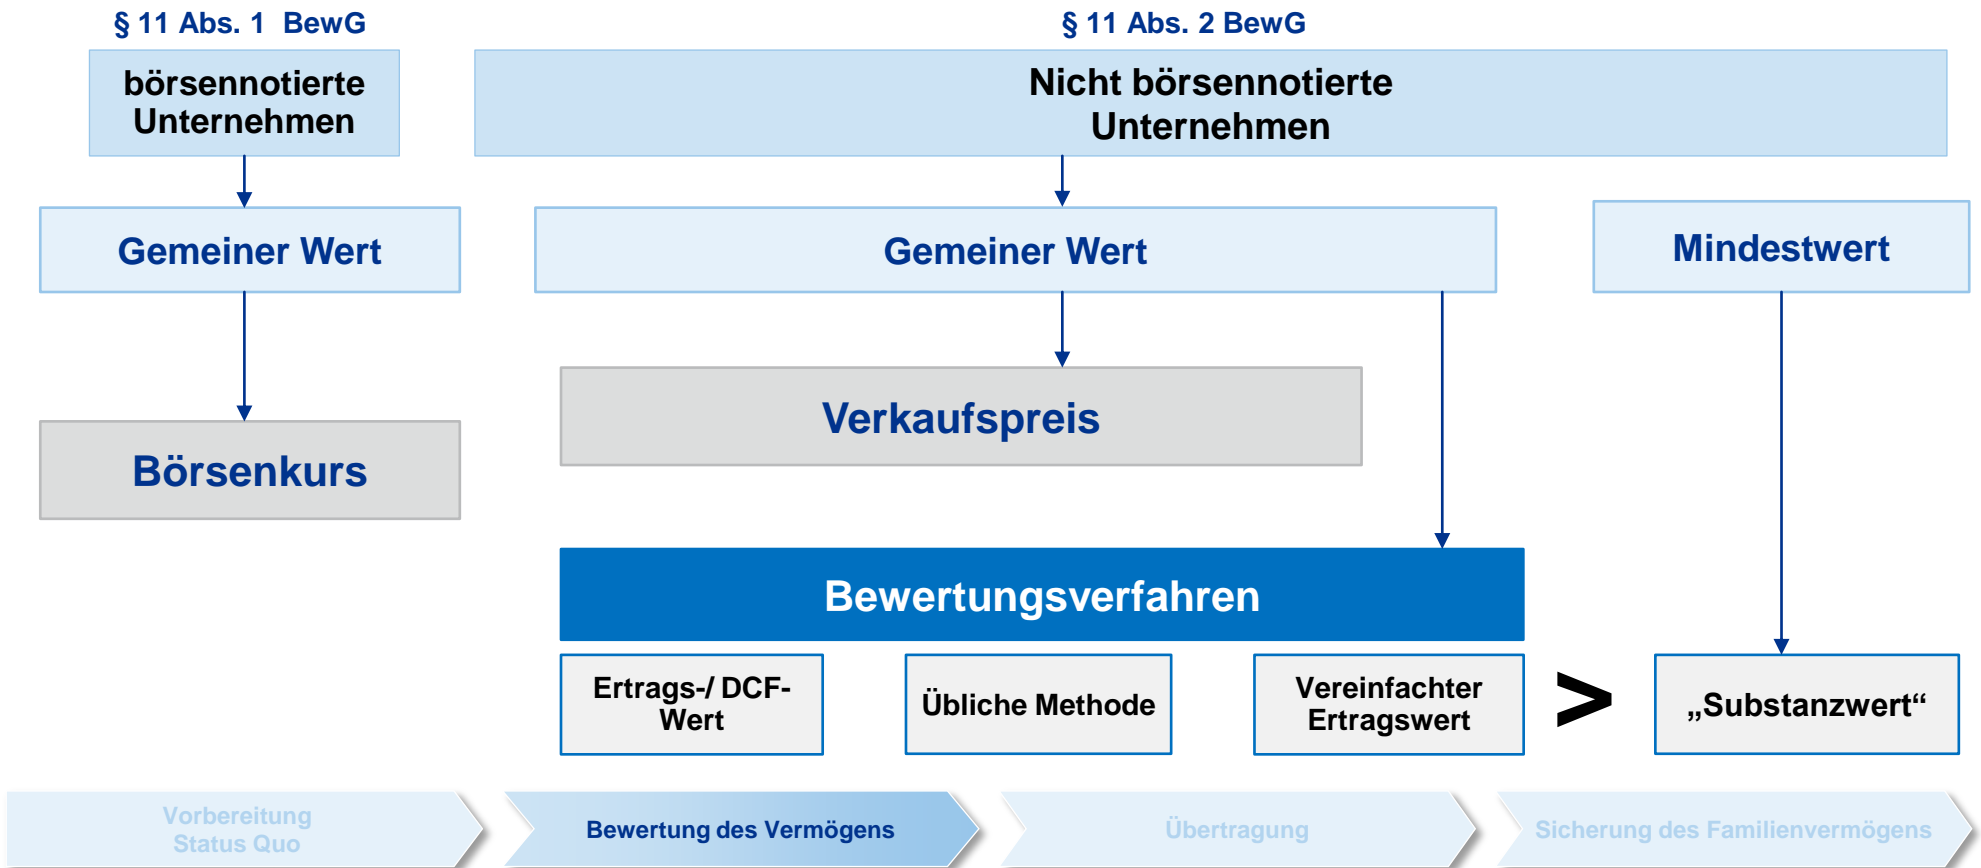 § 11 Abs. 1  BewG
§ 11 Abs. 2 BewG
börsennotierte
Unternehmen
Nicht börsennotierte
Unternehmen
Gemeiner Wert
Gemeiner Wert
Mindestwert
Börsenkurs
Verkaufspreis
Bewertungsverfahren
Ertrags-/ DCF-
Wert
Übliche Methode
Vereinfachter
Ertragswert
>
„Substanzwert“
Vorbereitung
Status Quo
Bewertung des Vermögens
Übertragung
Sicherung des Familienvermögens